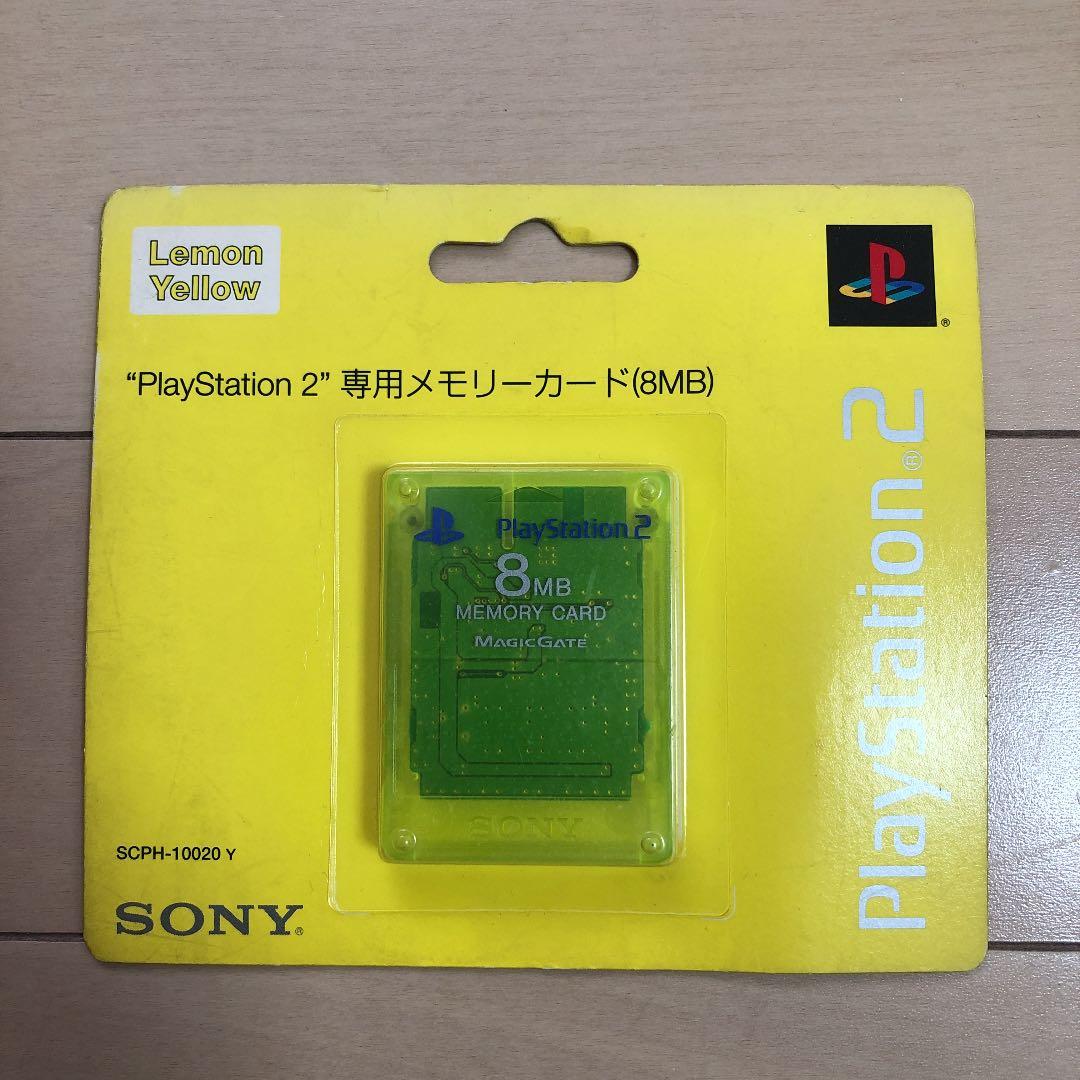 Lemon
Yellow
®
“PlayStation 2” 専用メモリーカード(8MB)
PlayStation®2
PlayStation 2
8MB
MEMORY CARD
MAGICGATE
SONY
SCPH-10020 Y
SONY®